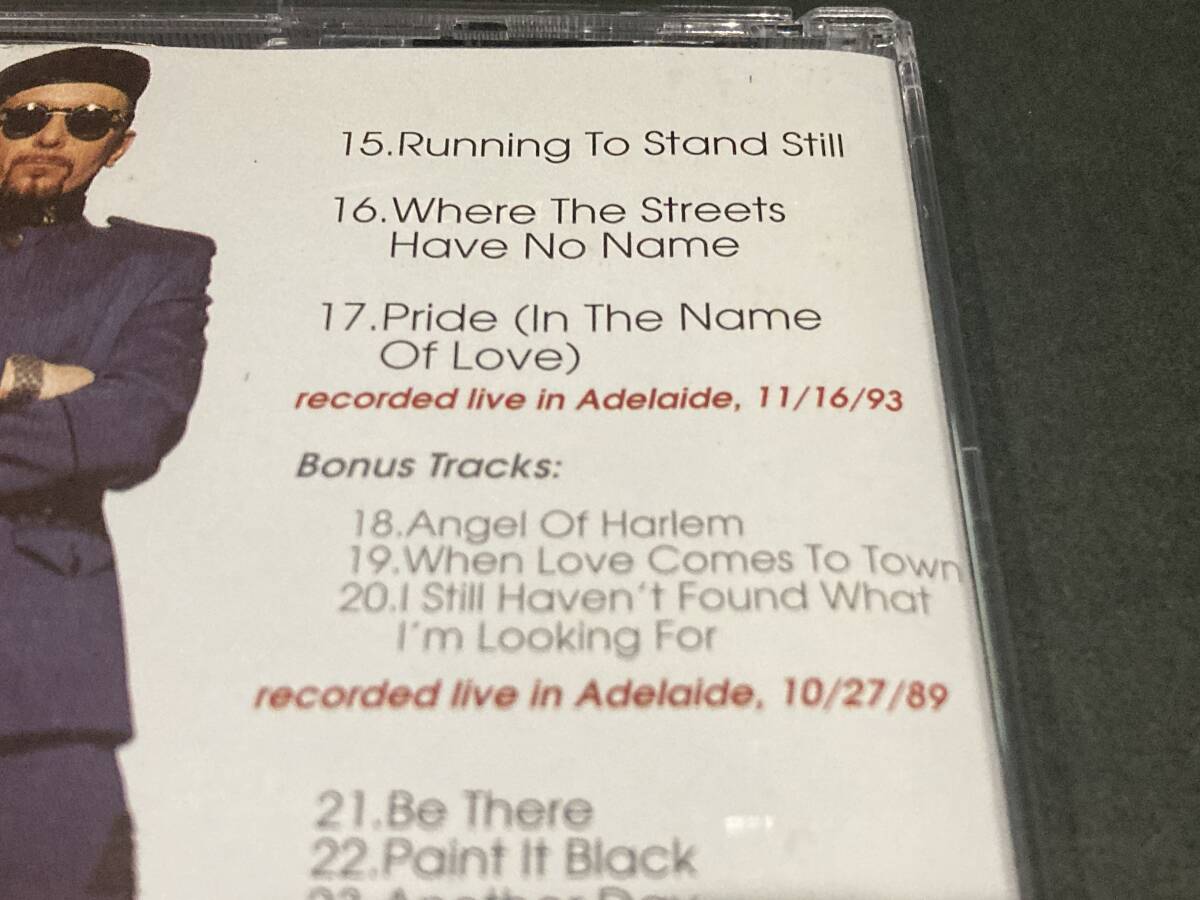 15.Running To Stand Still
16.Where The Streets
Have No Name
17.Pride (In The Name
Of Love)
recorded live in Adelaide, 11/16/93
Bonus Tracks:
18.Angel Of Harlem
19.When Love Comes To Town
20.I Still Haven't Found What
I'm Looking For
recorded live in Adelaide, 10/27/89
21.Be There
22.Paint It Black
23.Another Day